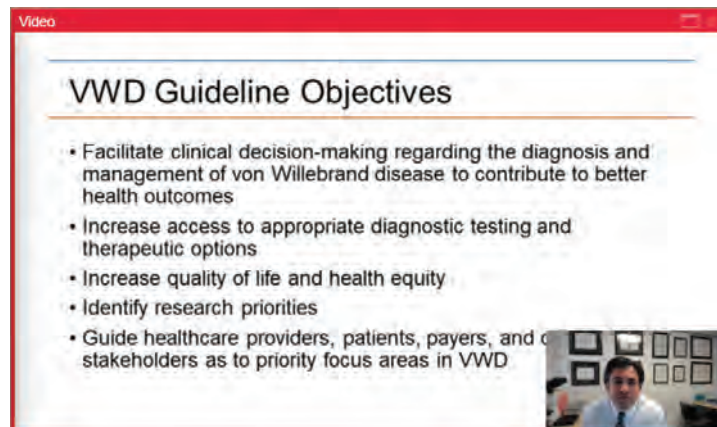 Video
VWD Guideline Objectives
• Facilitate clinical decision-making regarding the diagnosis and
management of von Willebrand disease to contribute to better
health outcomes
• Increase access to appropriate diagnostic testing and
therapeutic options
• Increase quality of life and health equity
• Identify research priorities
• Guide healthcare providers, patients, payers, and
stakeholders as to priority focus areas in VWD